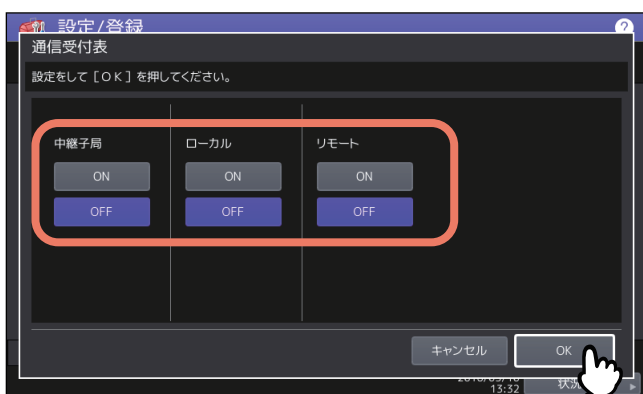 設定/登録
?
通信受付表
設定をして [ O K ] を押してください。
中継子局 ローカル リモート
ON ON ON
OFF OFF OFF
キャンセル OK
13:32